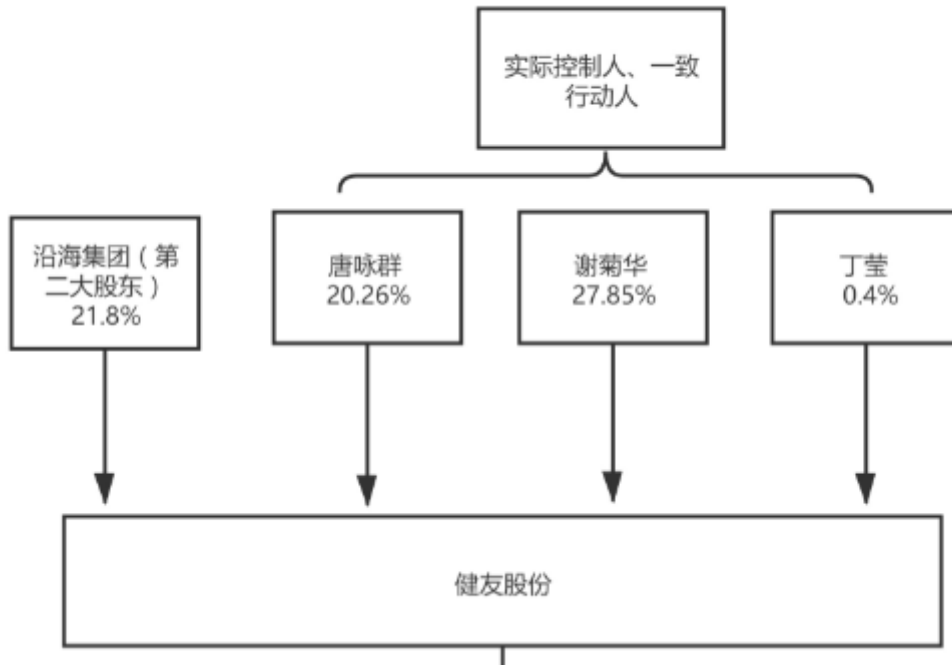 实际控制人、一致
行动人
沿海集团（第
二大股东）
21.8%
唐咏群
20.26%
谢菊华
27.85%
丁莹
0.4%
健友股份